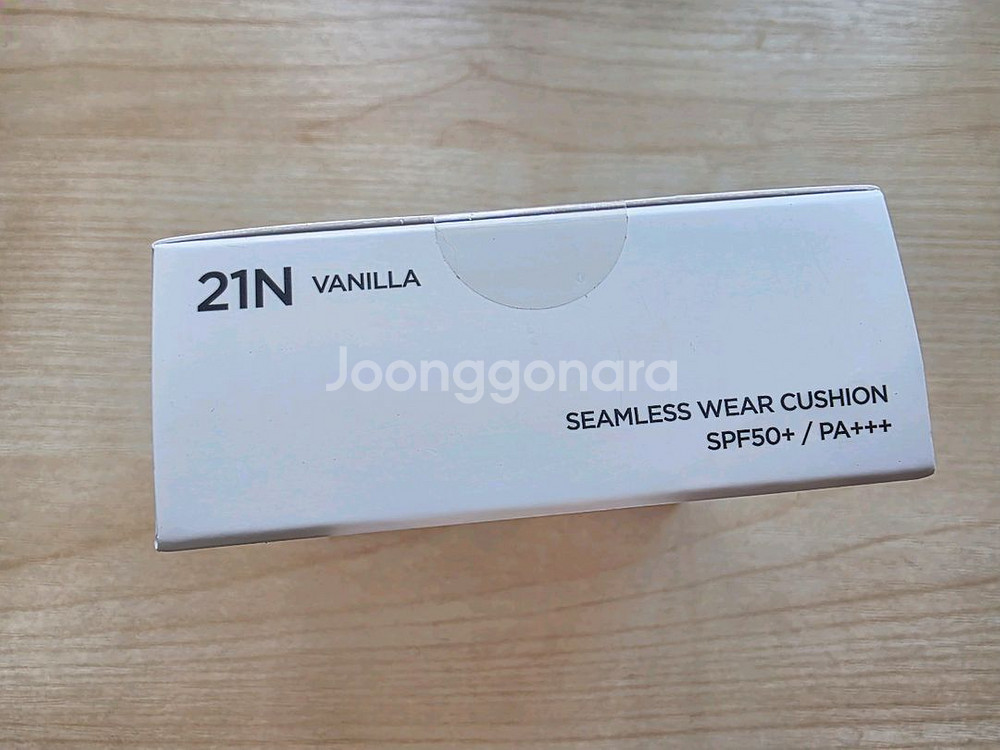 21N VANILLA
Joonggonara
SEAMLESS WEAR CUSHION
SPF50+ / PA+++